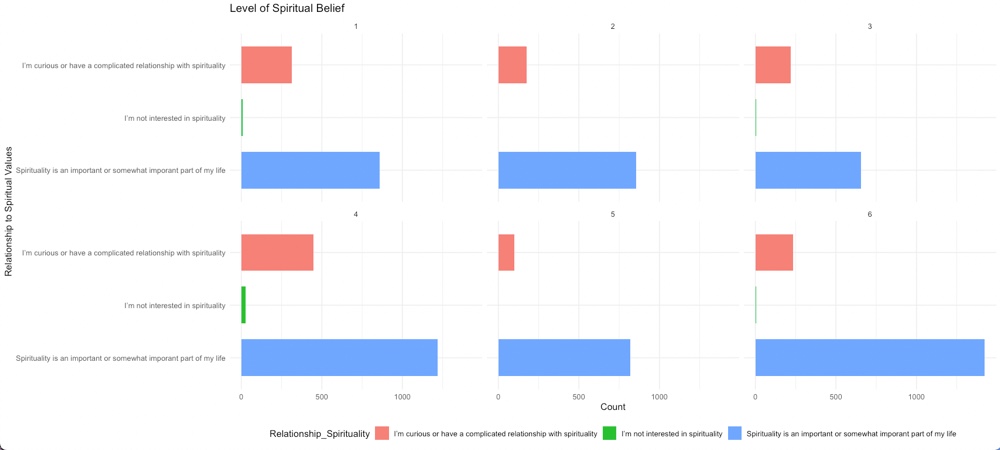 Level of Spiritual Belief
1
2
3
I'm curious or have a complicated relationship with spirituality
I'm not interested in spirituality
Spirituality is an important or somewhat imporant part of my life
4
5
6
I'm curious or have a complicated relationship with spirituality
I'm not interested in spirituality
Spirituality is an important or somewhat imporant part of my life
Relationship to Spiritual Values
0 500 1000 0 500 1000 0 500 1000
Count
Relationship_Spirituality I'm curious or have a complicated relationship with spirituality I'm not interested in spirituality Spirituality is an important or somewhat imporant part of my life